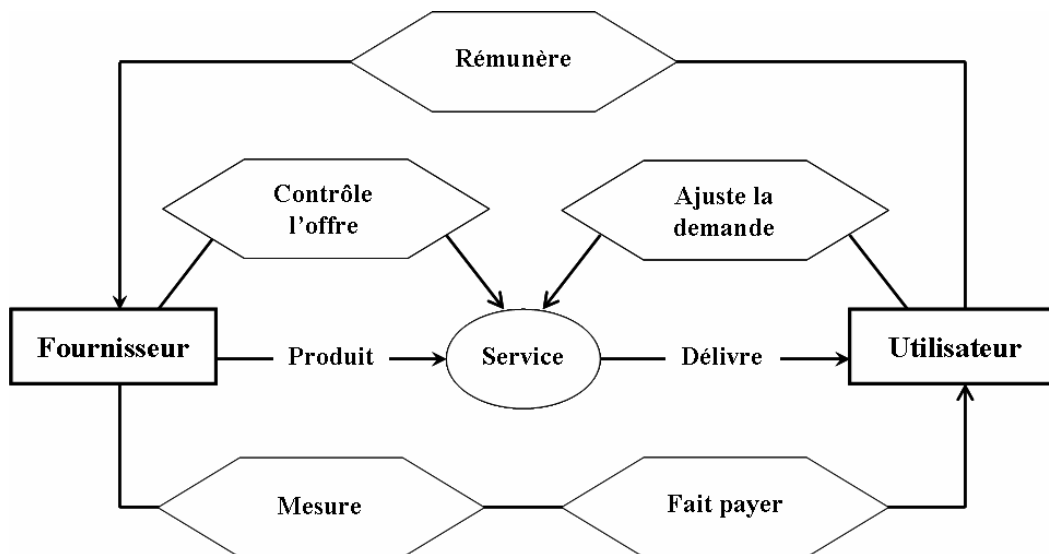 Rémunère
Contrôle
l'offre
Ajuste la
demande
Fournisseur
Produit
Service
Délivre
Utilisateur
Mesure
Fait payer